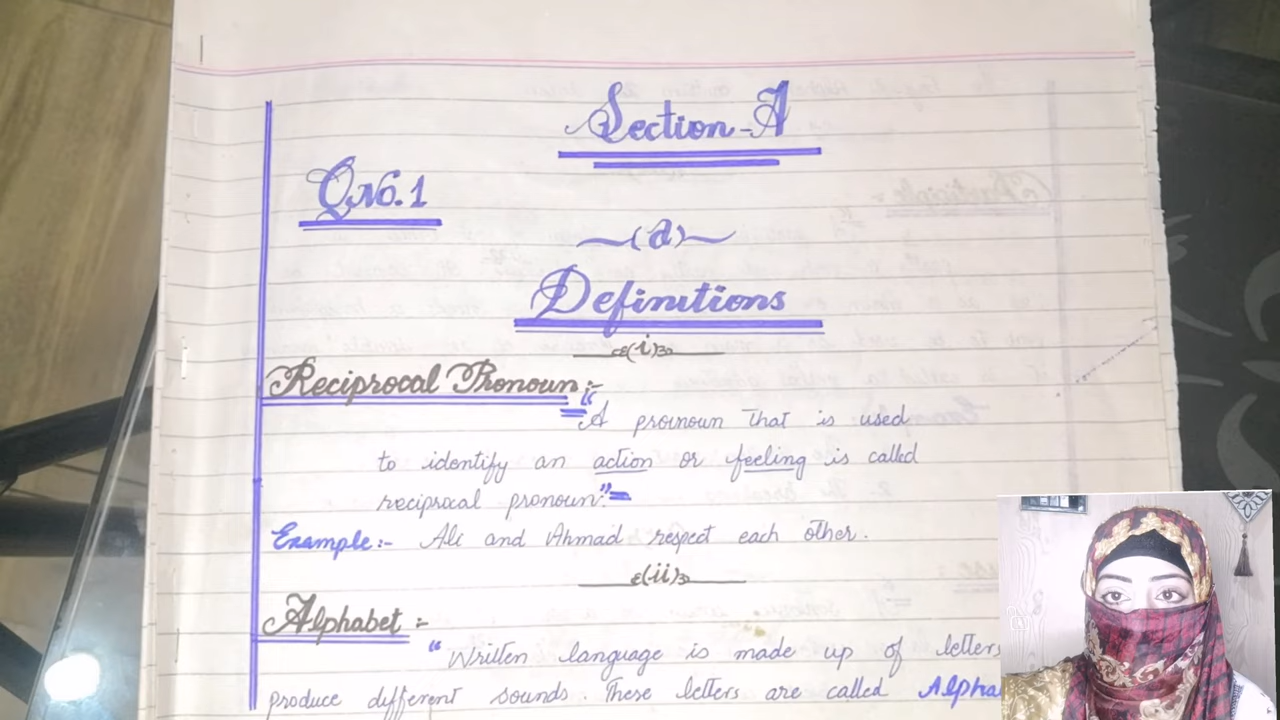 Section-A
Q.No.1
(a)
Definitions
(i)
Reciprocal Pronoun :-
"A pronoun that is used
to identify an action or feeling is called
reciprocal pronoun."
Example:- Ali and Ahmad respect each other.
(ii)
Alphabet :-
"Written language is made up of letters
produce different sounds. These letters are called Alpha